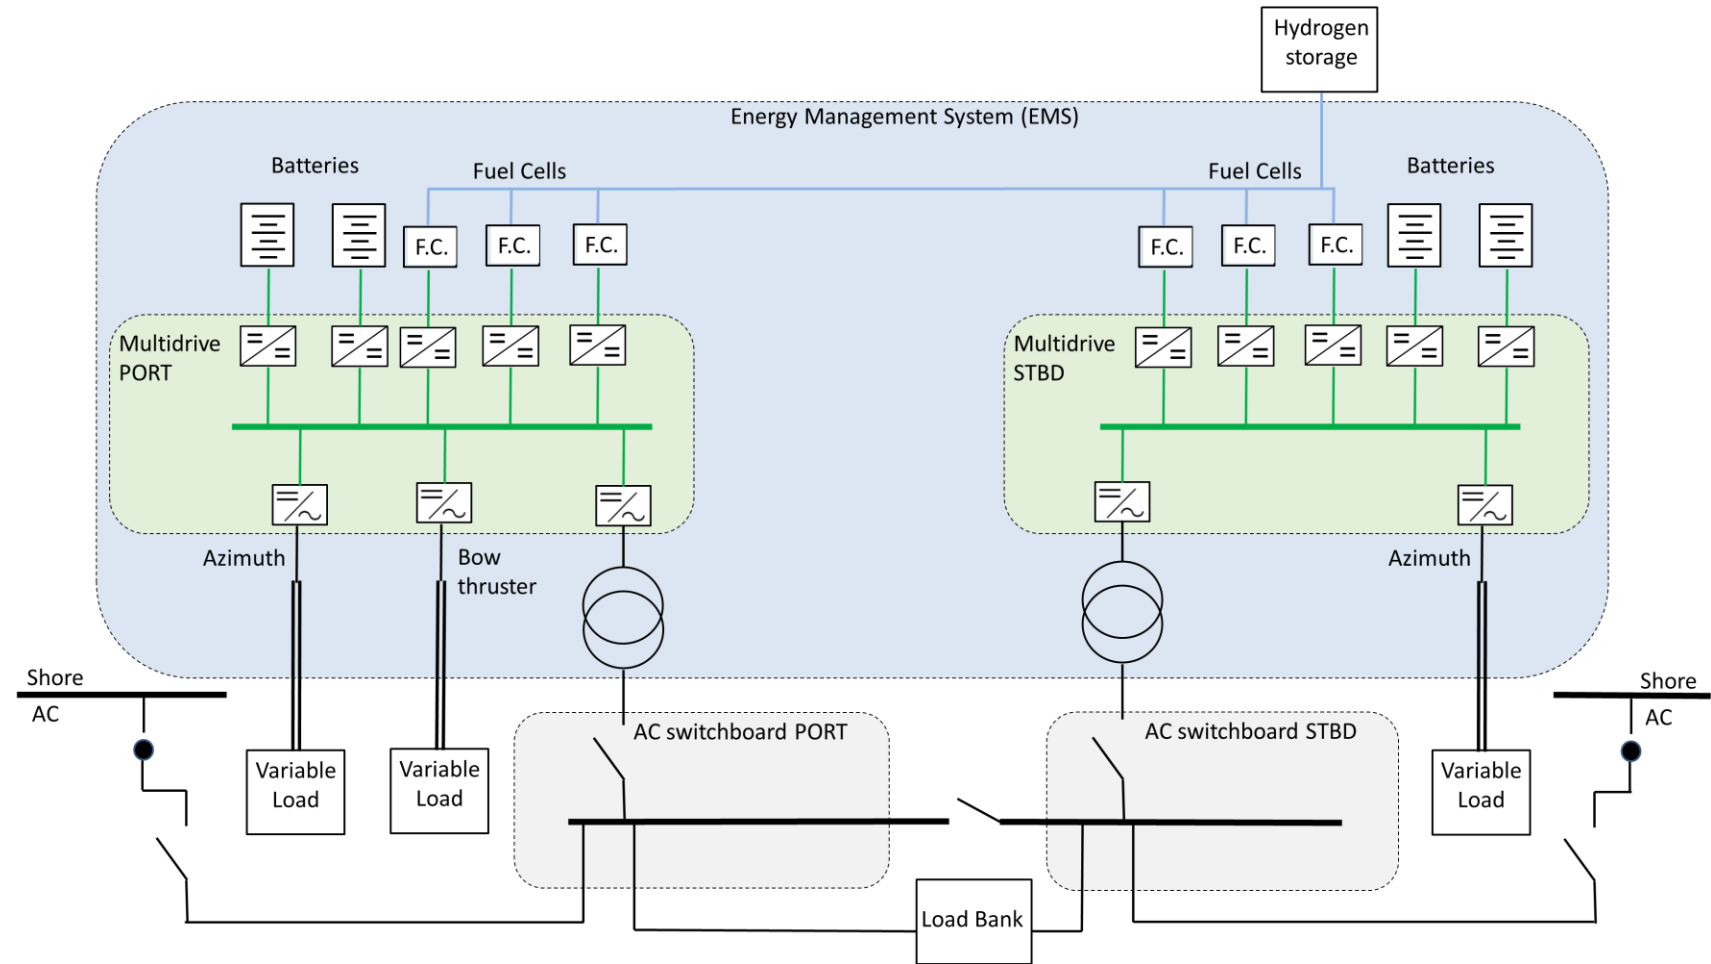 Hydrogen
storage
Energy Management System (EMS)
Batteries
Fuel Cells
Fuel Cells
Batteries
F.C.
F.C.
F.C.
F.C.
F.C.
F.C.
Multidrive
PORT
Multidrive
STBD
Azimuth
Bow
thruster
Azimuth
Shore
AC
Shore
AC
AC switchboard PORT
AC switchboard STBD
Variable
Load
Variable
Load
Variable
Load
Load Bank